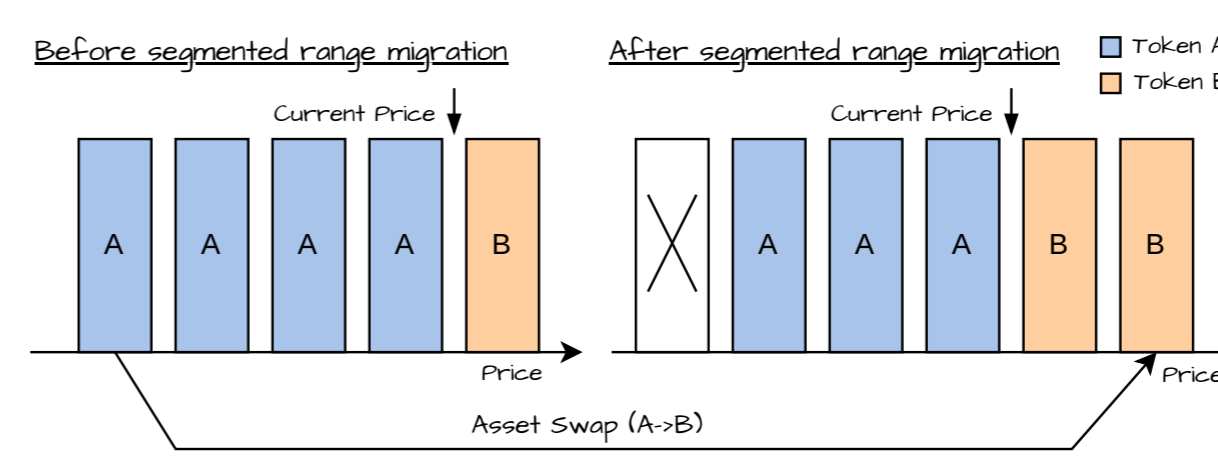 Before segmented range migration
Current Price
A
A
A
A
B
Price
After segmented range migration
Current Price
A
A
A
B
B
Price
Token A
Token
Asset Swap (A->B)